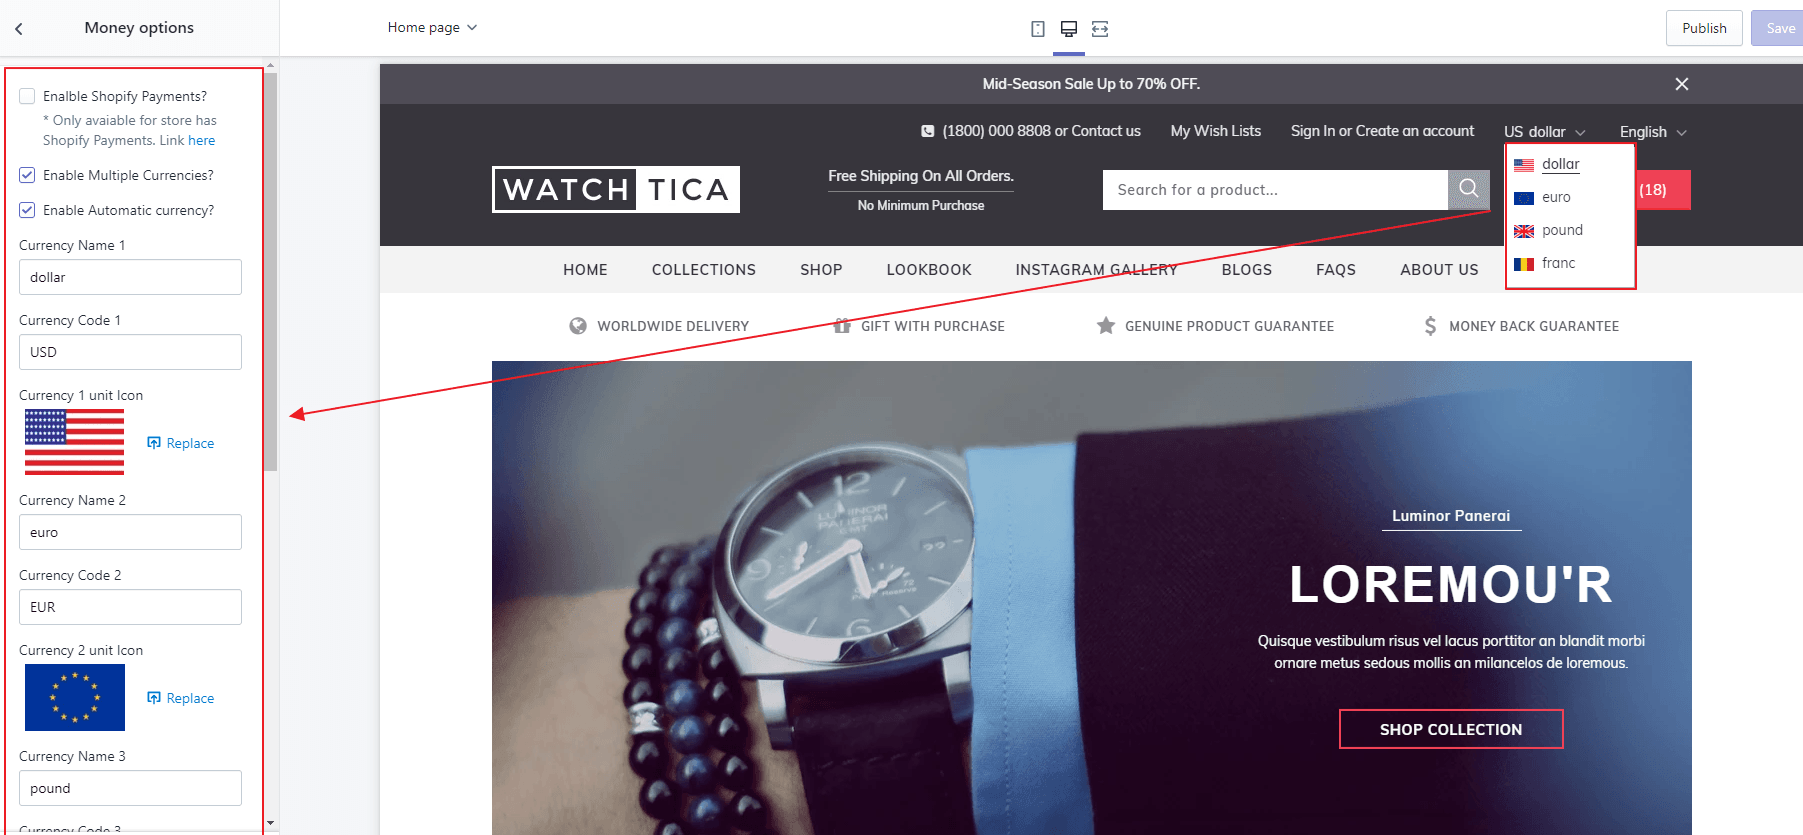 Money options
Home page
Publish
Save
Enalble Shopify Payments?
* Only avaiable for store has
Shopify Payments. Link here
Enable Multiple Currencies?
Enable Automatic currency?
Currency Name 1
dollar
Currency Code 1
USD
Currency 1 unit Icon
Replace
Currency Name 2
euro
Currency Code 2
EUR
Currency 2 unit Icon
Replace
Currency Name 3
pound
Currency Code 3
Mid-Season Sale Up to 70% OFF.
(1800) 000 8808 or Contact us
My Wish Lists
Sign In or Create an account
US dollar
English
dollar
euro
pound
franc
WATCH TICA
Free Shipping On All Orders.
No Minimum Purchase
Search for a product...
(18)
HOME
COLLECTIONS
SHOP
LOOKBOOK
INSTAGRAM GALLERY
BLOGS
FAQS
ABOUT US
WORLDWIDE DELIVERY
GIFT WITH PURCHASE
GENUINE PRODUCT GUARANTEE
MONEY BACK GUARANTEE
12
LUMINOR
PANERAI
GMT
9
72
Luminor Panerai
LOREMOU'R
Quisque vestibulum risus vel lacus porttitor an blandit morbi
ornare metus sedous mollis an milancelos de loremous.
SHOP COLLECTION